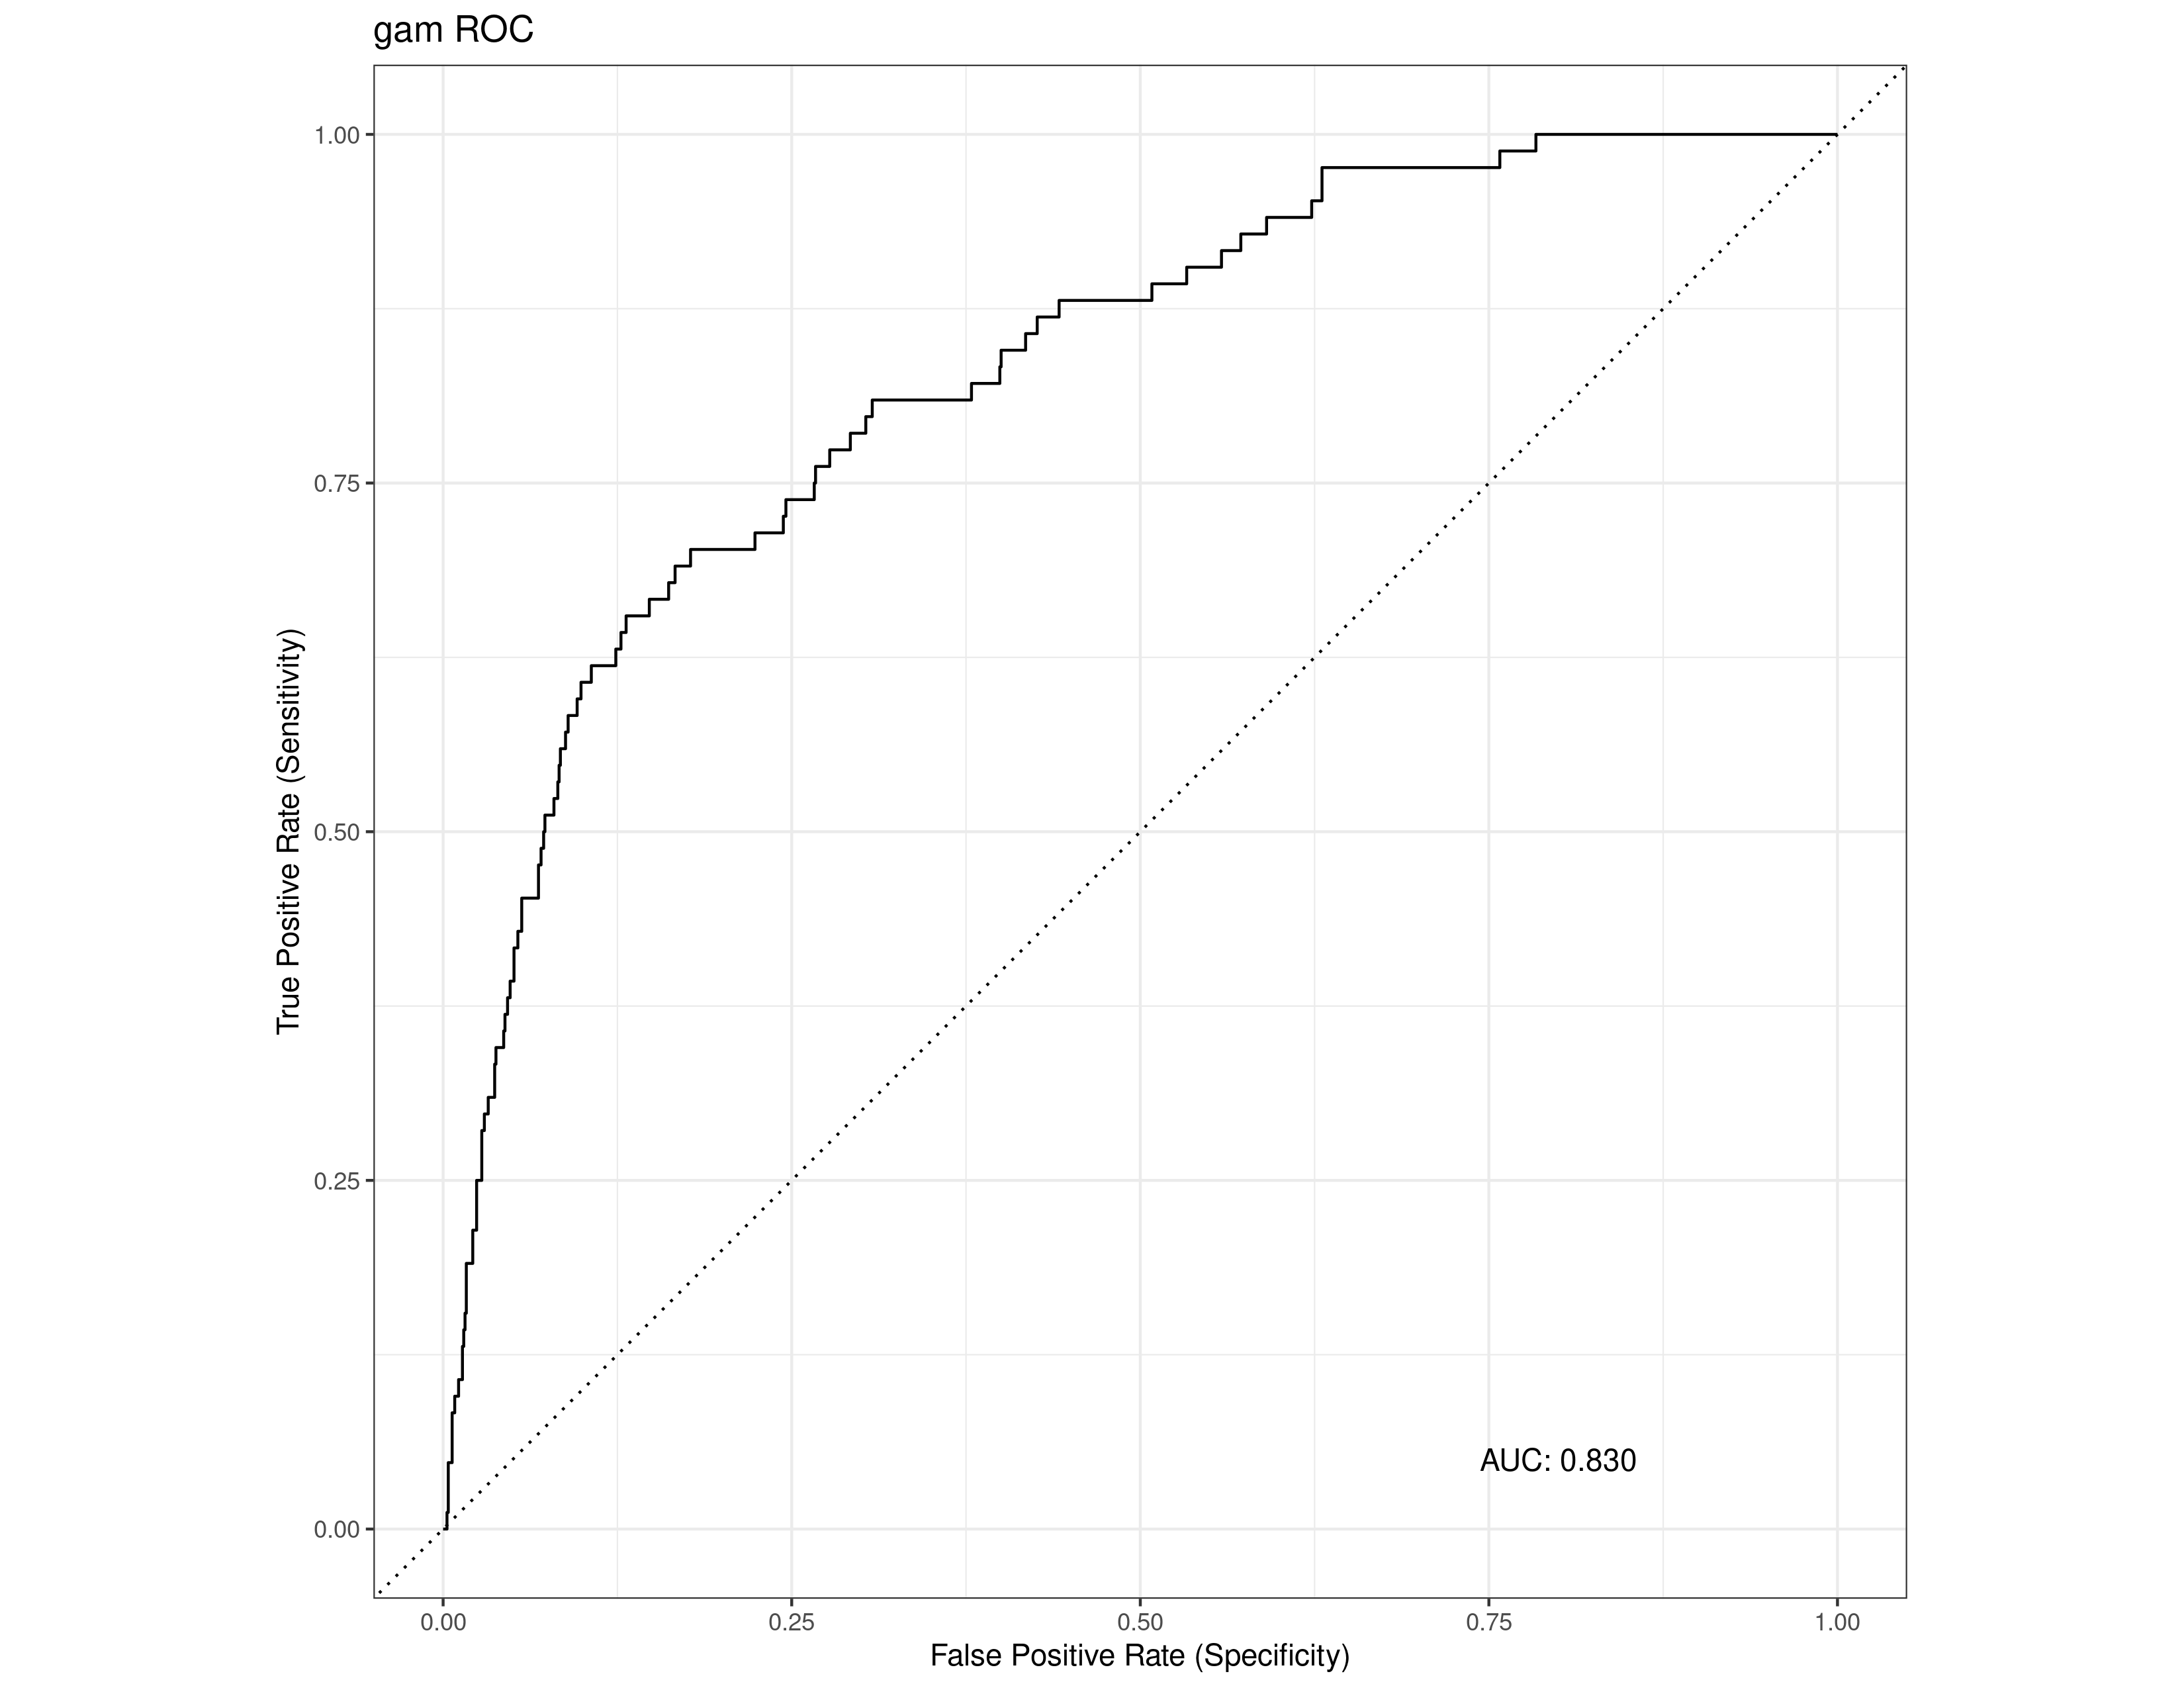 gam ROC
1.00
0.75
0.50
0.25
0.00
True Positive Rate (Sensitivity)
AUC: 0.830
0.00 0.25 0.50 0.75 1.00
False Positive Rate (Specificity)